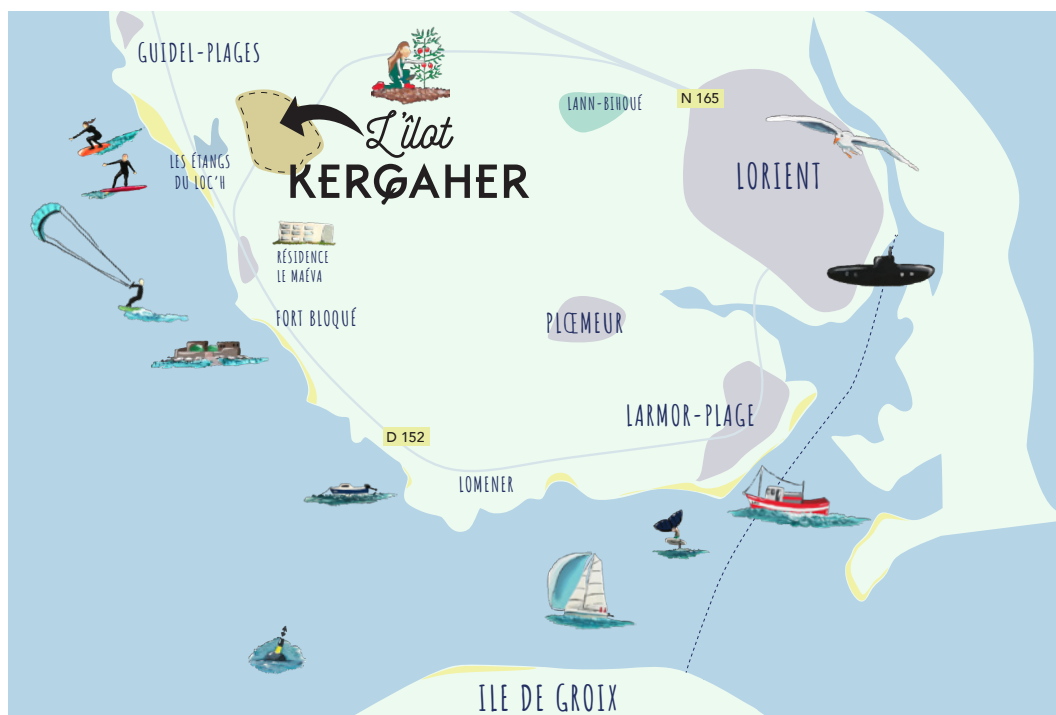 GUIDEL-PLAGES
LANN-BIHOUÉ
N 165
L'îlot
KERGAHER
LES ÉTANGS
DU LOC'H
LORIENT
RÉSIDENCE
LE MAÉVA
FORT BLOQUÉ
PLŒMEUR
LARMOR-PLAGE
D 152
LOMENER
ILE DE GROIX